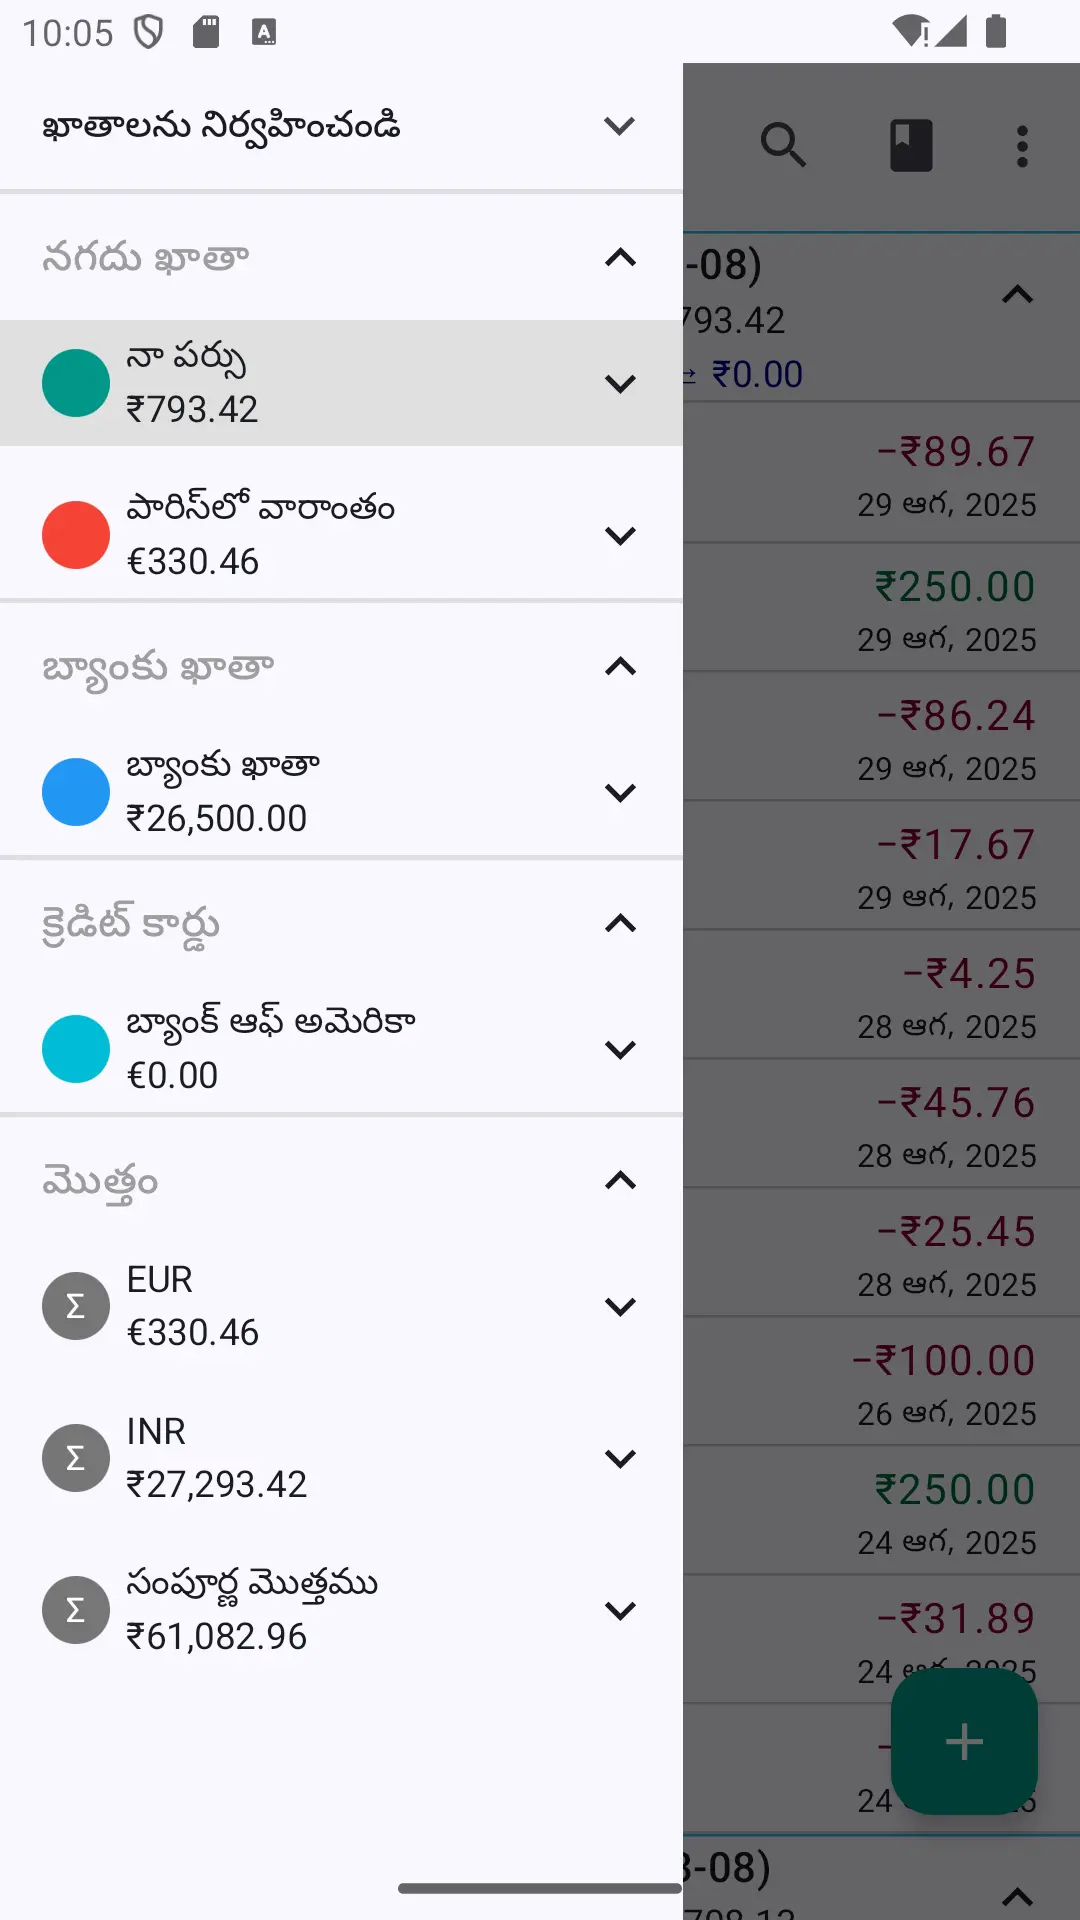 10:05
ఖాతాలను నిర్వహించండి
నగదు ఖాతా
నా పర్సు
₹793.42
పారిస్‌లో వారాంతం
€330.46
బ్యాంకు ఖాతా
బ్యాంకు ఖాతా
₹26,500.00
క్రెడిట్ కార్డు
బ్యాంక్ ఆఫ్ అమెరికా
€0.00
మొత్తం
Σ EUR
€330.46
Σ INR
₹27,293.42
Σ సంపూర్ణ మొత్తము
₹61,082.96
-08)
793.42
⇄ ₹0.00
−₹89.67
29 ఆగ, 2025
₹250.00
29 ఆగ, 2025
−₹86.24
29 ఆగ, 2025
−₹17.67
29 ఆగ, 2025
−₹4.25
28 ఆగ, 2025
−₹45.76
28 ఆగ, 2025
−₹25.45
28 ఆగ, 2025
−₹100.00
26 ఆగ, 2025
₹250.00
24 ఆగ, 2025
−₹31.89
24 ఆగ, 2025
24
-08)